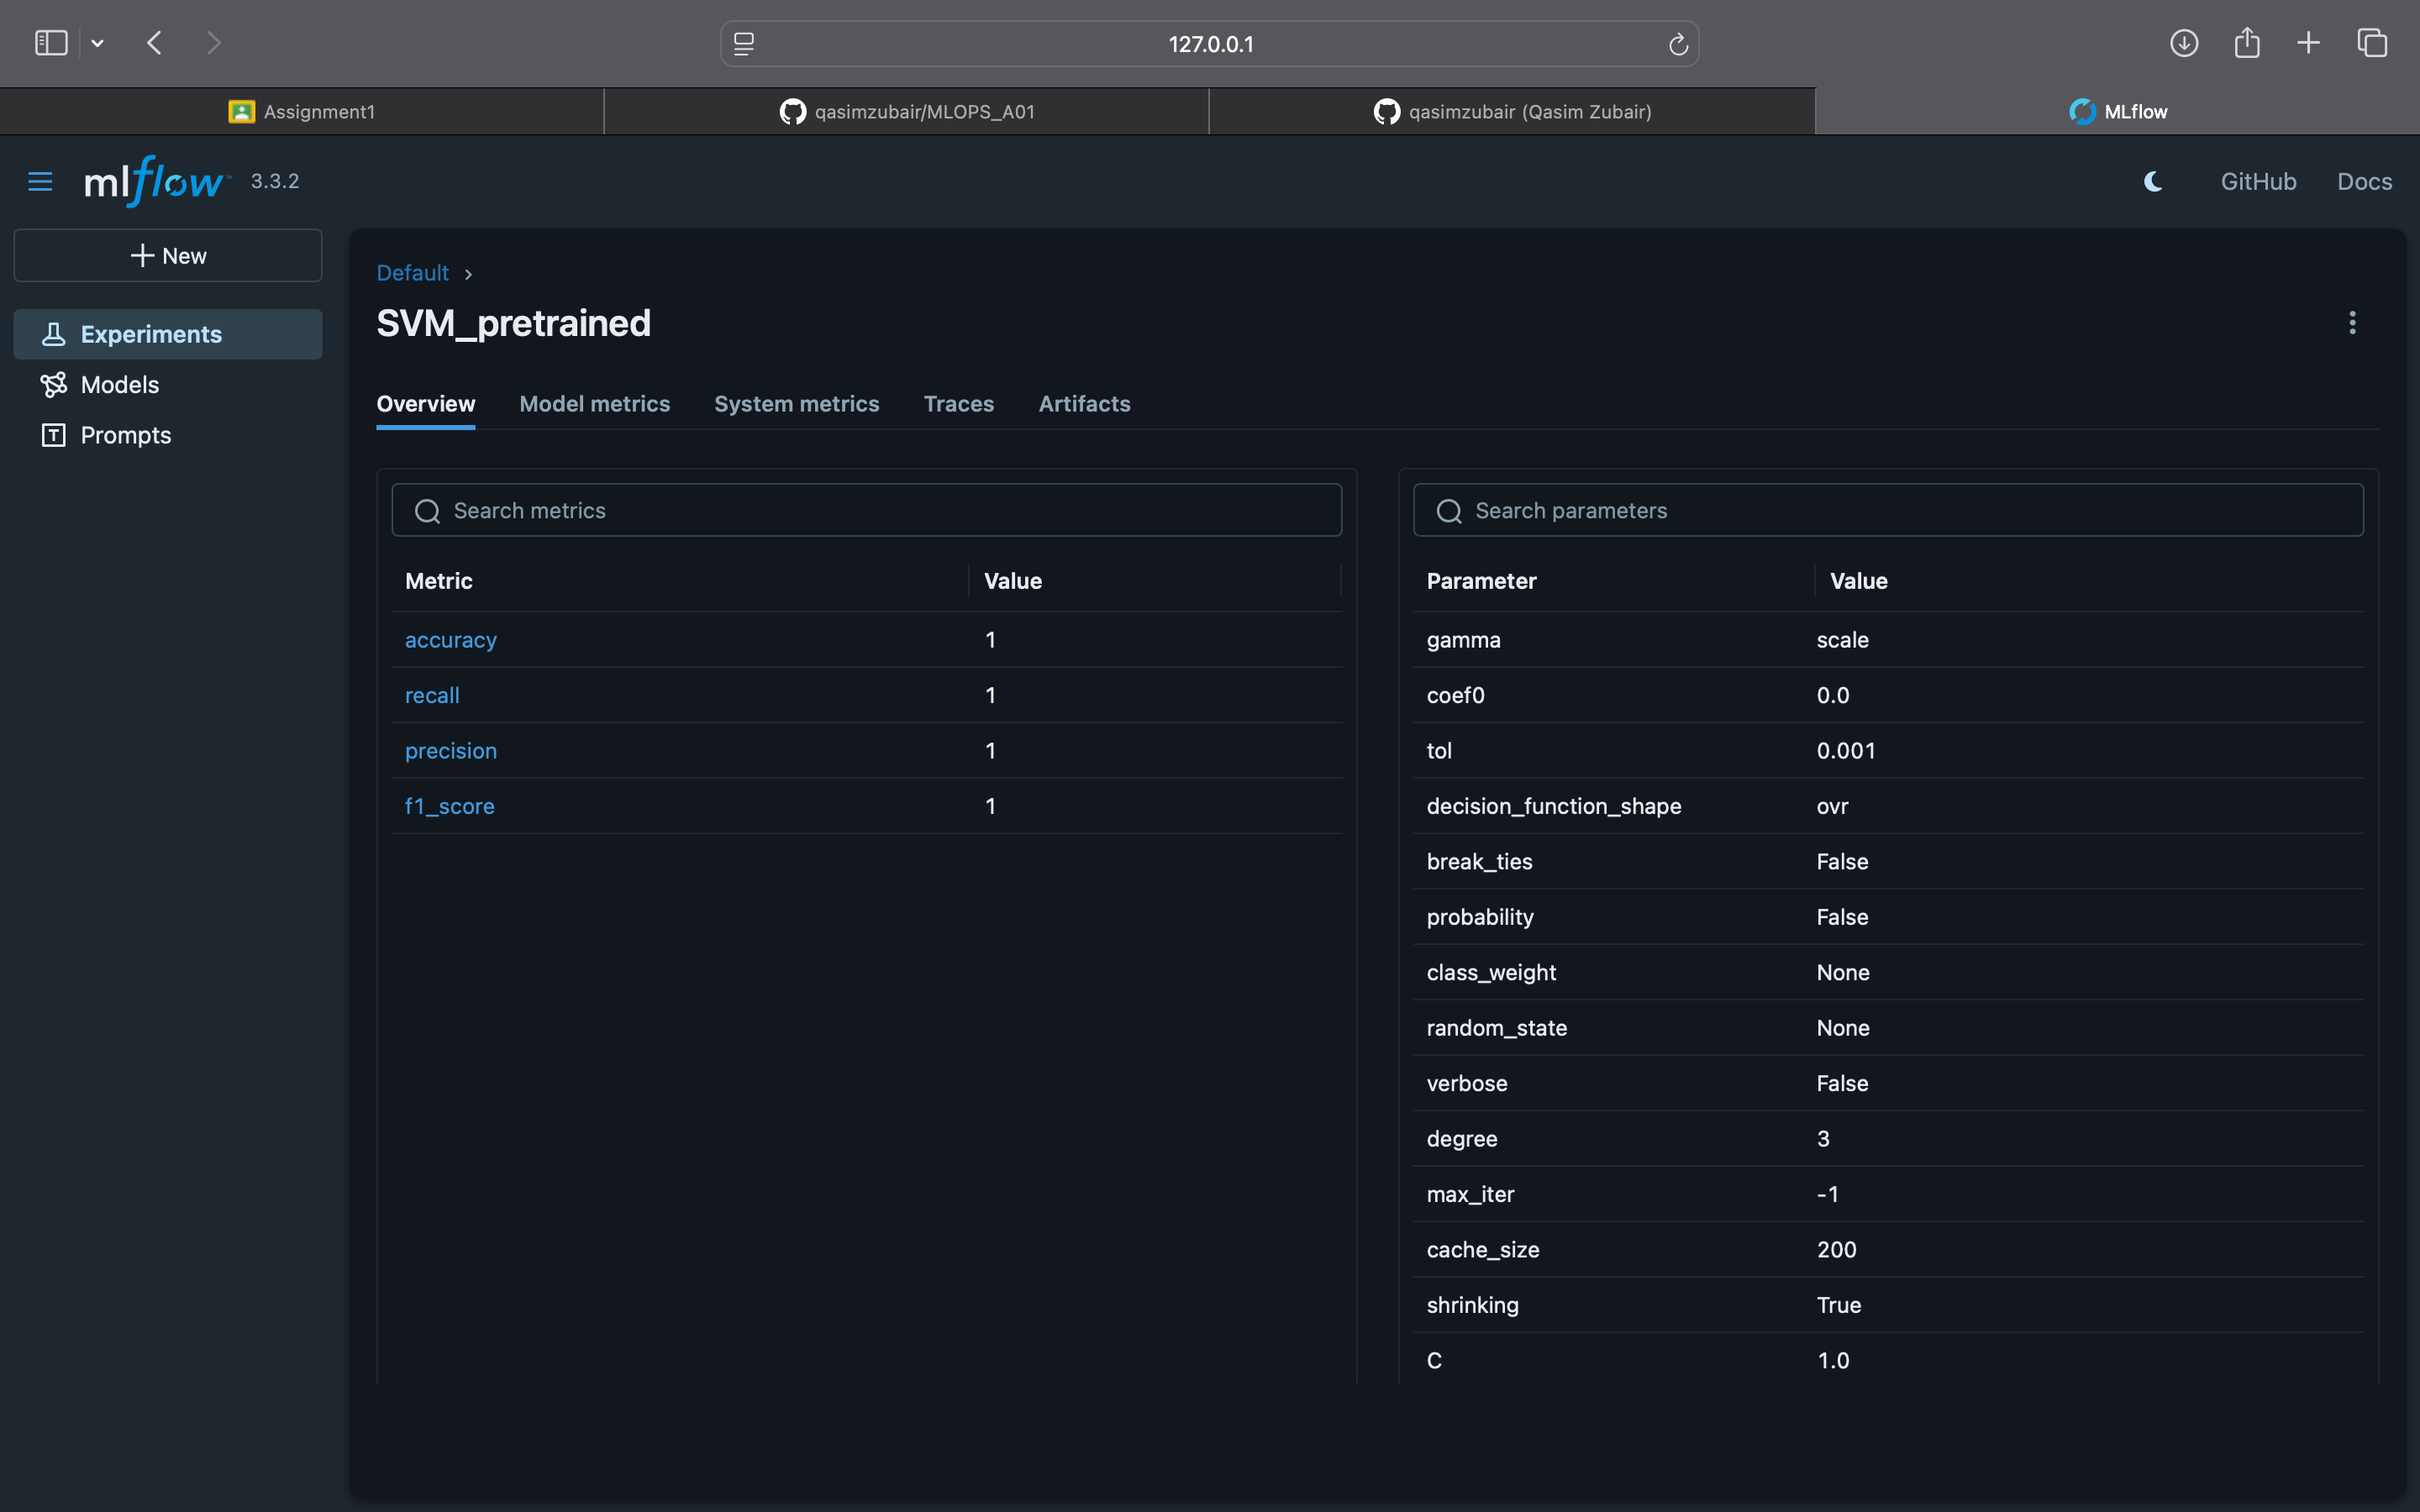 127.0.0.1
Assignment1
qasimzubair/MLOPS_A01
qasimzubair (Qasim Zubair)
MLflow
mlflow™ 3.3.2
GitHub
Docs
New
Experiments
Models
Prompts
Default
SVM_pretrained
Overview
Model metrics
System metrics
Traces
Artifacts
Search metrics
Metric Value
accuracy 1
recall 1
precision 1
f1_score 1
Search parameters
Parameter Value
gamma scale
coef0 0.0
tol 0.001
decision_function_shape ovr
break_ties False
probability False
class_weight None
random_state None
verbose False
degree 3
max_iter -1
cache_size 200
shrinking True
C 1.0